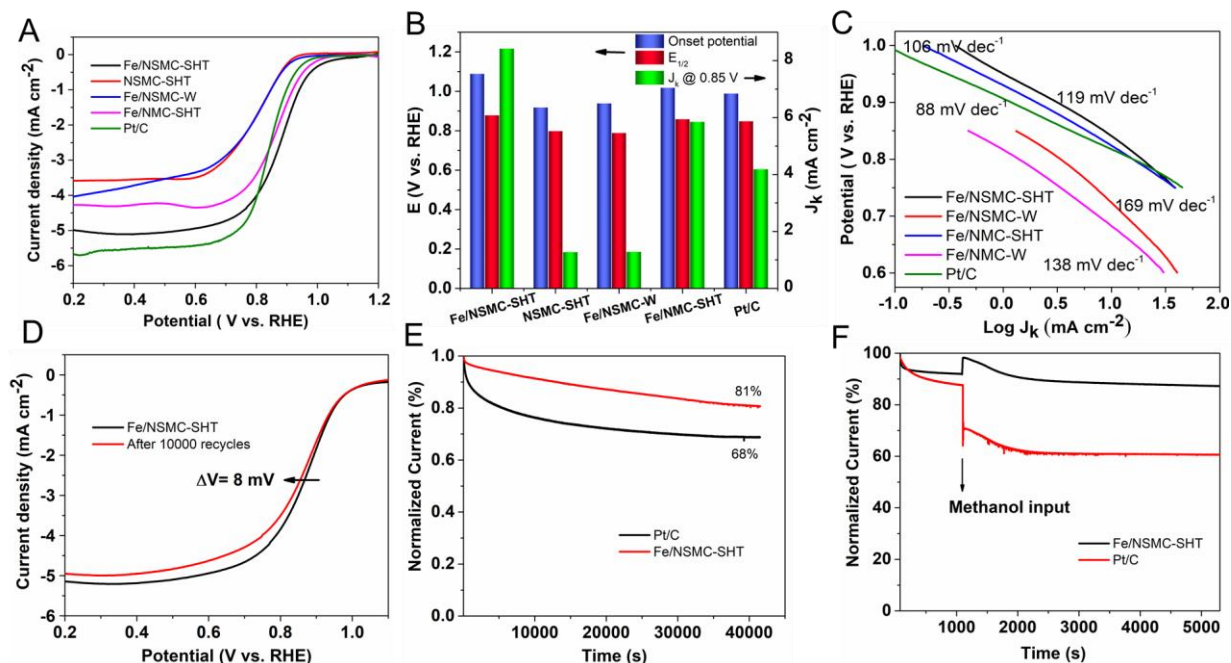 A
Current density (mA cm-2)
0
-1
-2
-3
-4
-5
-6
Fe/NSMC-SHT
NSMC-SHT
Fe/NSMC-W
Fe/NMC-SHT
Pt/C
0.2 0.4 0.6 0.8 1.0 1.2
Potential ( V vs. RHE)
B
E (V vs. RHE)
1.2
1.0
0.8
0.6
0.4
0.2
0.0
Onset potential
E1/2
Jk @ 0.85 V
8
6
4
2
0
Jk (mA cm-2)
Fe/NSMC-SHT NSMC-SHT Fe/NSMC-W Fe/NMC-SHT Pt/C
C
Potential ( V vs. RHE)
1.0
0.9
0.8
0.7
0.6
106 mV dec-1
119 mV dec-1
88 mV dec-1
169 mV dec-1
138 mV dec-1
Fe/NSMC-SHT
Fe/NSMC-W
Fe/NMC-SHT
Fe/NMC-W
Pt/C
-1.0 -0.5 0.0 0.5 1.0 1.5 2.0
Log Jk (mA cm-2)
D
Current density (mA cm-2)
0
-1
-2
-3
-4
-5
-6
Fe/NSMC-SHT
After 10000 recycles
ΔV= 8 mV
0.2 0.4 0.6 0.8 1.0
Potential (V vs. RHE)
E
Normalized Current (%)
1.0
0.8
0.6
0.4
0.2
0.0
81%
68%
Pt/C
Fe/NSMC-SHT
10000 20000 30000 40000
Time (s)
F
Normalized Current (%)
100
80
60
40
20
0
Methanol input
Fe/NSMC-SHT
Pt/C
1000 2000 3000 4000 5000
Time (s)